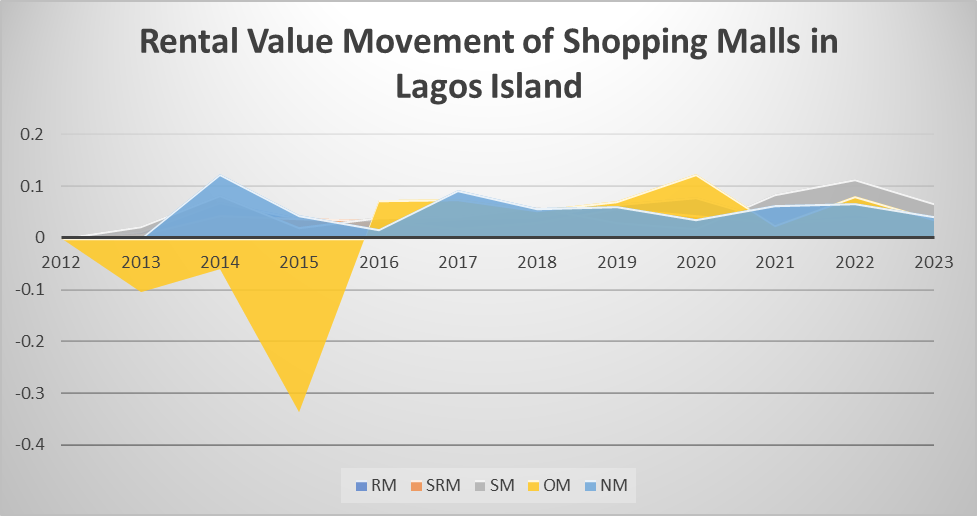 Rental Value Movement of Shopping Malls in
Lagos Island
0.2
0.1
0
2012 2013 2014 2015 2016 2017 2018 2019 2020 2021 2022 2023
-0.1
-0.2
-0.3
-0.4
RM SRM SM OM NM